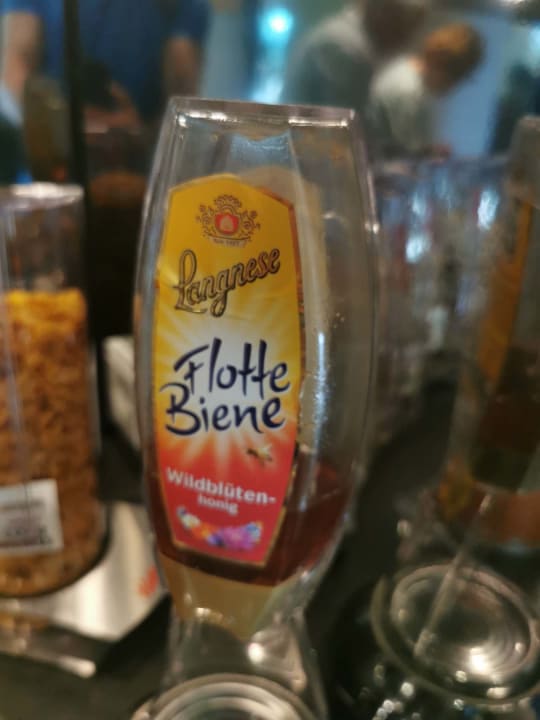 Langnese
Flotte
Biene
Wildblüten-
honig